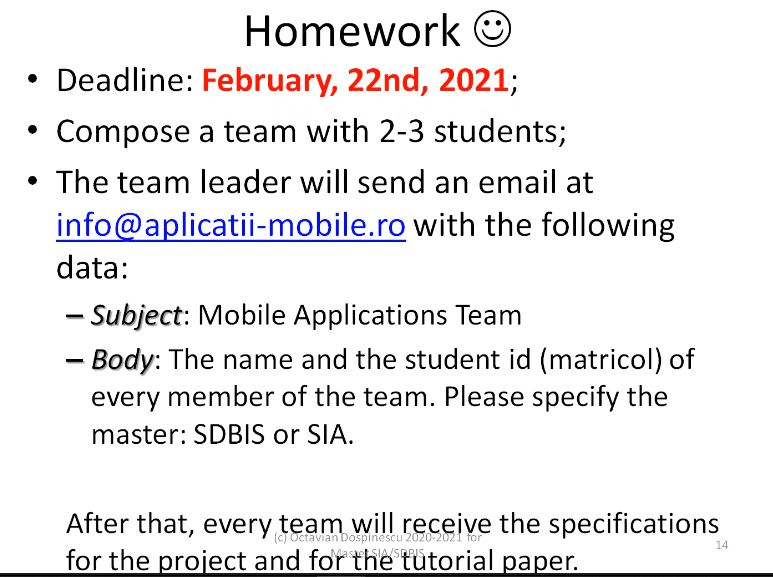 Homework ☺
• Deadline: February, 22nd, 2021;
• Compose a team with 2-3 students;
• The team leader will send an email at
info@aplicatii-mobile.ro with the following
data:
– Subject: Mobile Applications Team
– Body: The name and the student id (matricol) of
every member of the team. Please specify the
master: SDBIS or SIA.
After that, every team will receive the specifications
(c) Octavian Dospinescu 2020-2021 for
14
Master SIA/SDBIS
for the project and for the tutorial paper.